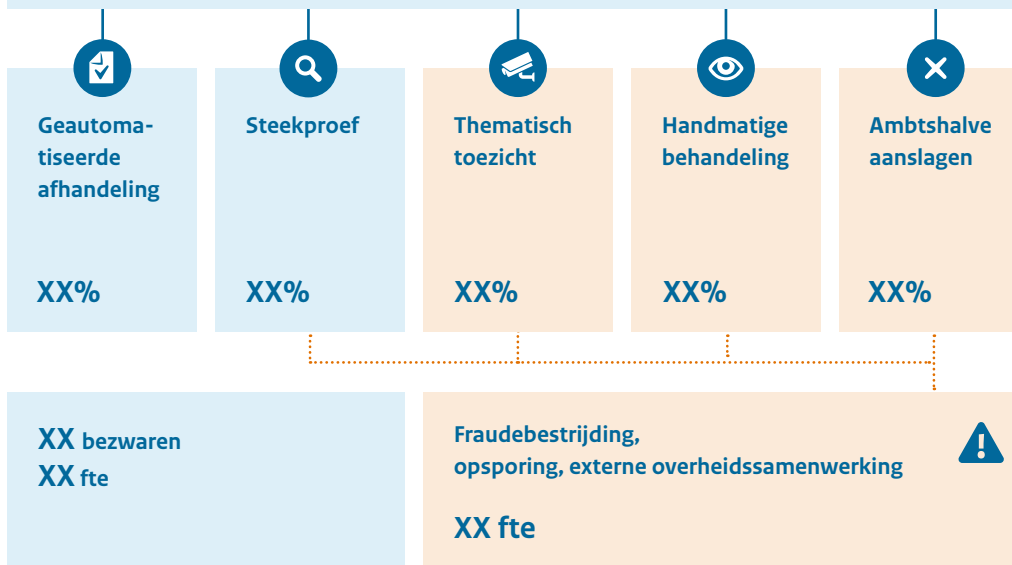 Geautoma-
tiseerde
afhandeling
XX%
Steekproef
XX%
Thematisch
toezicht
XX%
Handmatige
behandeling
XX%
Ambtshalve
aanslagen
XX%
XX bezwaren
XX fte
Fraudebestrijding,
opsporing, externe overheidssamenwerking
XX fte